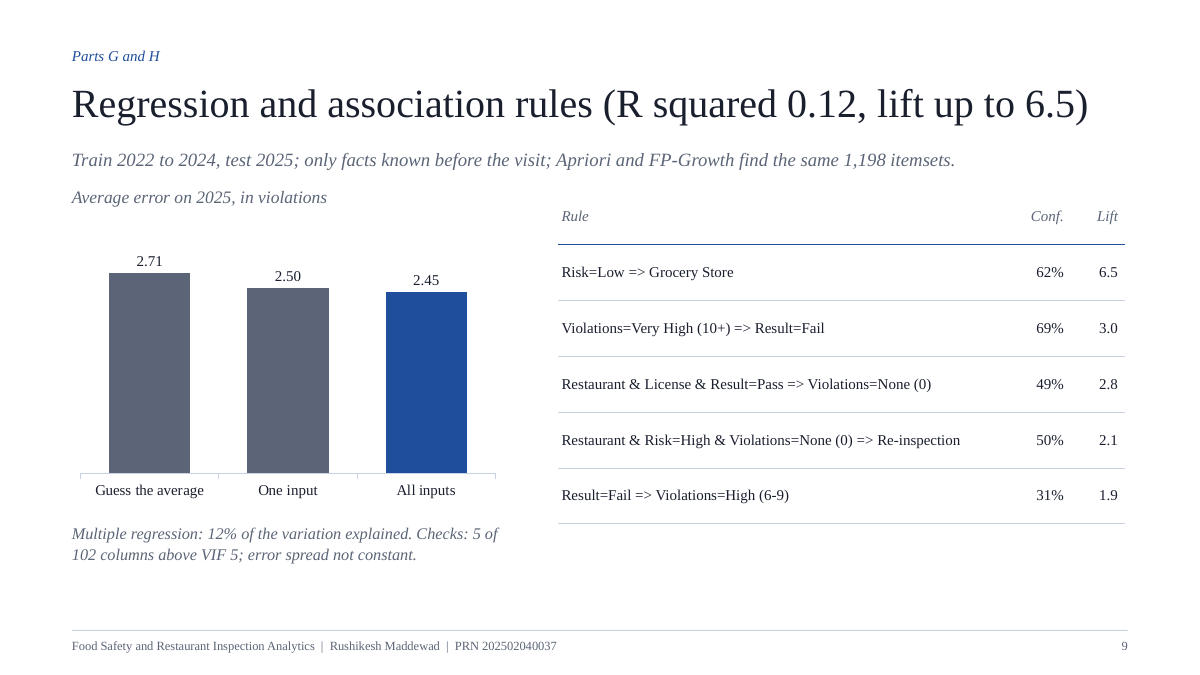 Parts G and H
Regression and association rules (R squared 0.12, lift up to 6.5)
Train 2022 to 2024, test 2025; only facts known before the visit; Apriori and FP-Growth find the same 1,198 itemsets.
Average error on 2025, in violations
2.71
2.50
2.45
Guess the average
One input
All inputs
Multiple regression: 12% of the variation explained. Checks: 5 of
102 columns above VIF 5; error spread not constant.
Rule Conf. Lift
Risk=Low => Grocery Store 62% 6.5
Violations=Very High (10+) => Result=Fail 69% 3.0
Restaurant & License & Result=Pass => Violations=None (0) 49% 2.8
Restaurant & Risk=High & Violations=None (0) => Re-inspection 50% 2.1
Result=Fail => Violations=High (6-9) 31% 1.9
Food Safety and Restaurant Inspection Analytics | Rushikesh Maddewad | PRN 202502040037 9